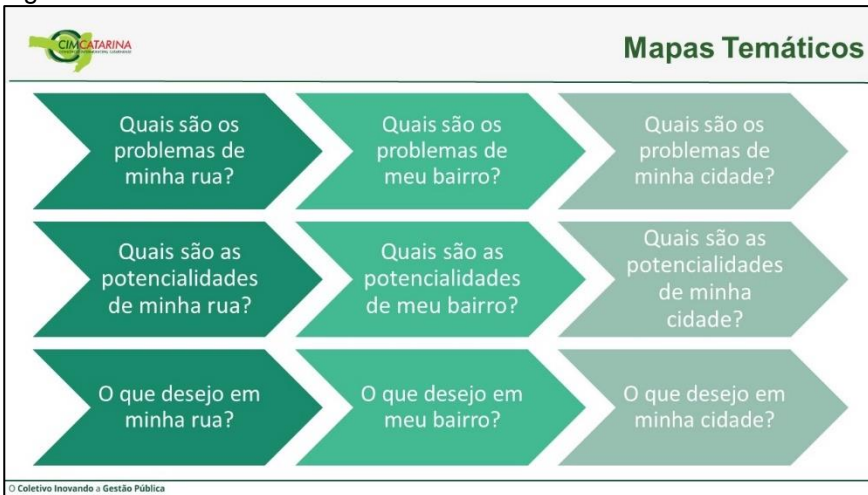 CIMCATARINA
Mapas Temáticos
Quais são os
problemas de
minha rua?
Quais são os
problemas de
meu bairro?
Quais são os
problemas de
minha cidade?
Quais são as
potencialidades
de minha rua?
Quais são as
potencialidades
de meu bairro?
Quais são as
potencialidades
de minha
cidade?
O que desejo em
minha rua?
O que desejo em
meu bairro?
O que desejo em
minha cidade?
O Coletivo Inovando a Gestão Pública